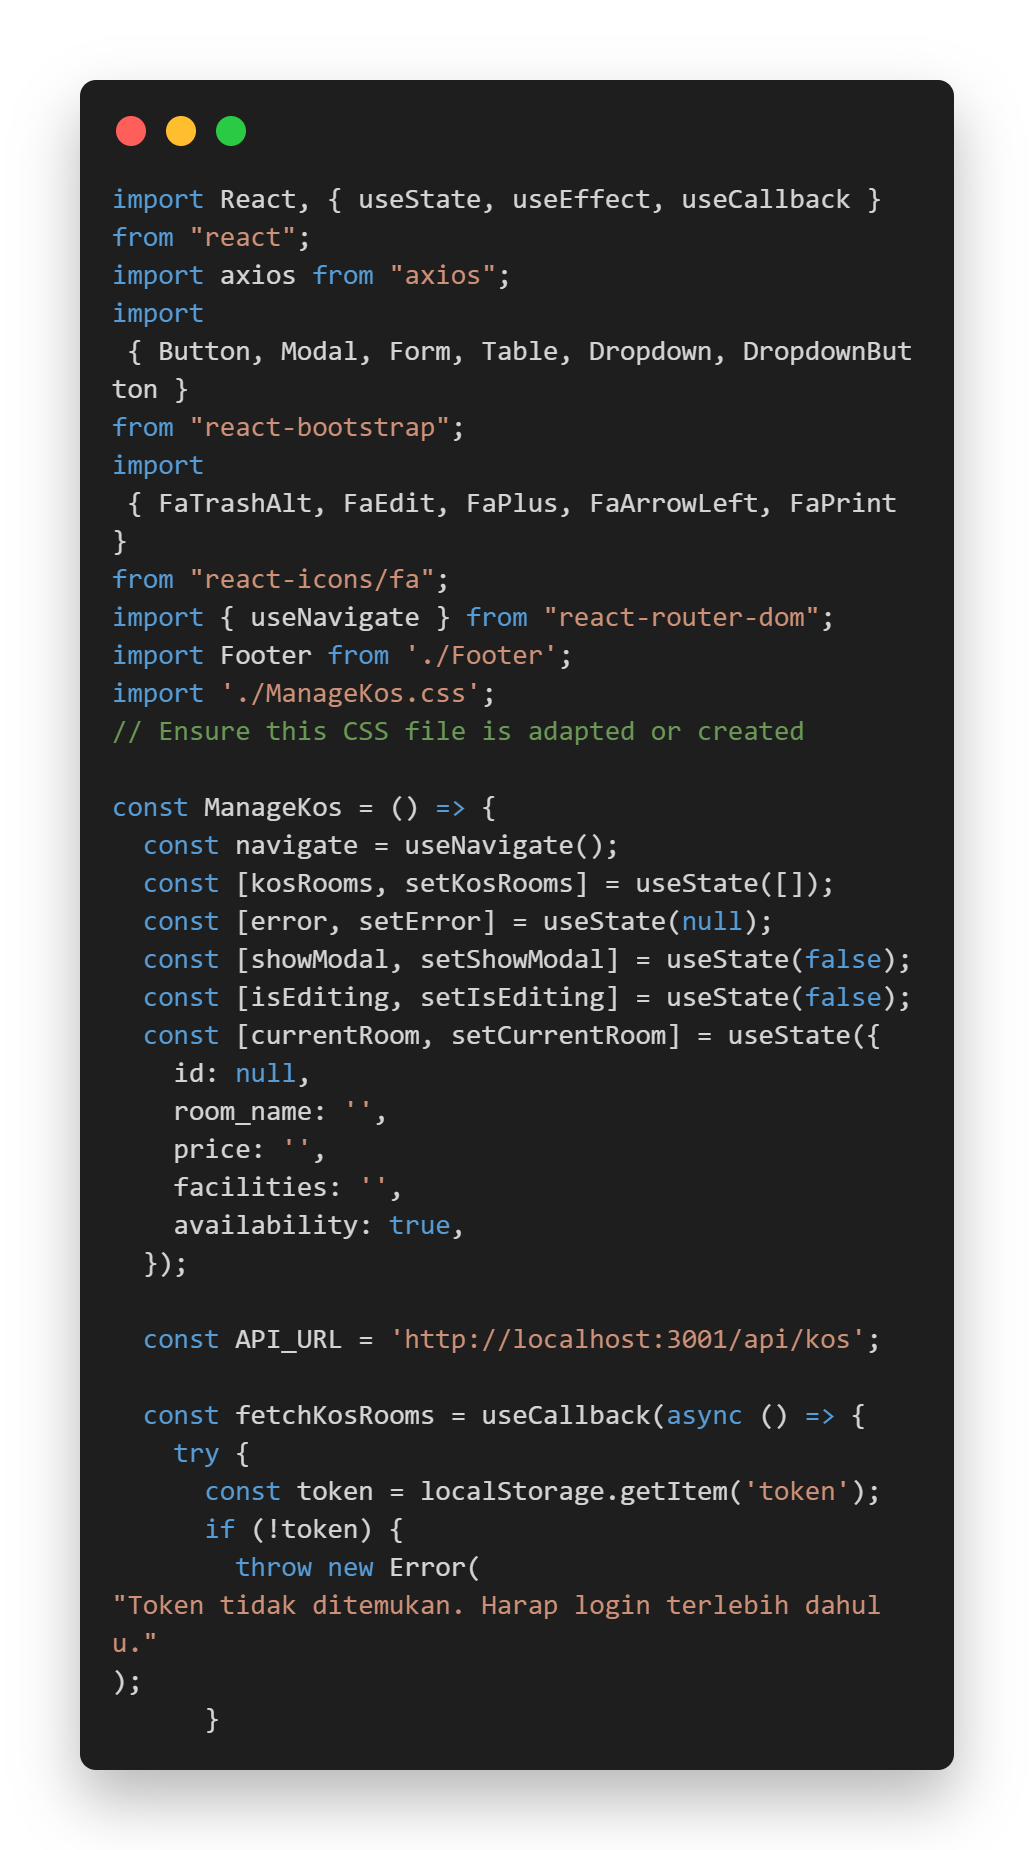 import React, { useState, useEffect, useCallback }
from "react";
import axios from "axios";
import
 { Button, Modal, Form, Table, Dropdown, DropdownBut
ton }
from "react-bootstrap";
import
 { FaTrashAlt, FaEdit, FaPlus, FaArrowLeft, FaPrint
}
from "react-icons/fa";
import { useNavigate } from "react-router-dom";
import Footer from './Footer';
import './ManageKos.css';
// Ensure this CSS file is adapted or created

const ManageKos = () => {
  const navigate = useNavigate();
  const [kosRooms, setKosRooms] = useState([]);
  const [error, setError] = useState(null);
  const [showModal, setShowModal] = useState(false);
  const [isEditing, setIsEditing] = useState(false);
  const [currentRoom, setCurrentRoom] = useState({
    id: null,
    room_name: '',
    price: '',
    facilities: '',
    availability: true,
  });

  const API_URL = 'http://localhost:3001/api/kos';

  const fetchKosRooms = useCallback(async () => {
    try {
      const token = localStorage.getItem('token');
      if (!token) {
        throw new Error(
"Token tidak ditemukan. Harap login terlebih dahul
u."
);
      }